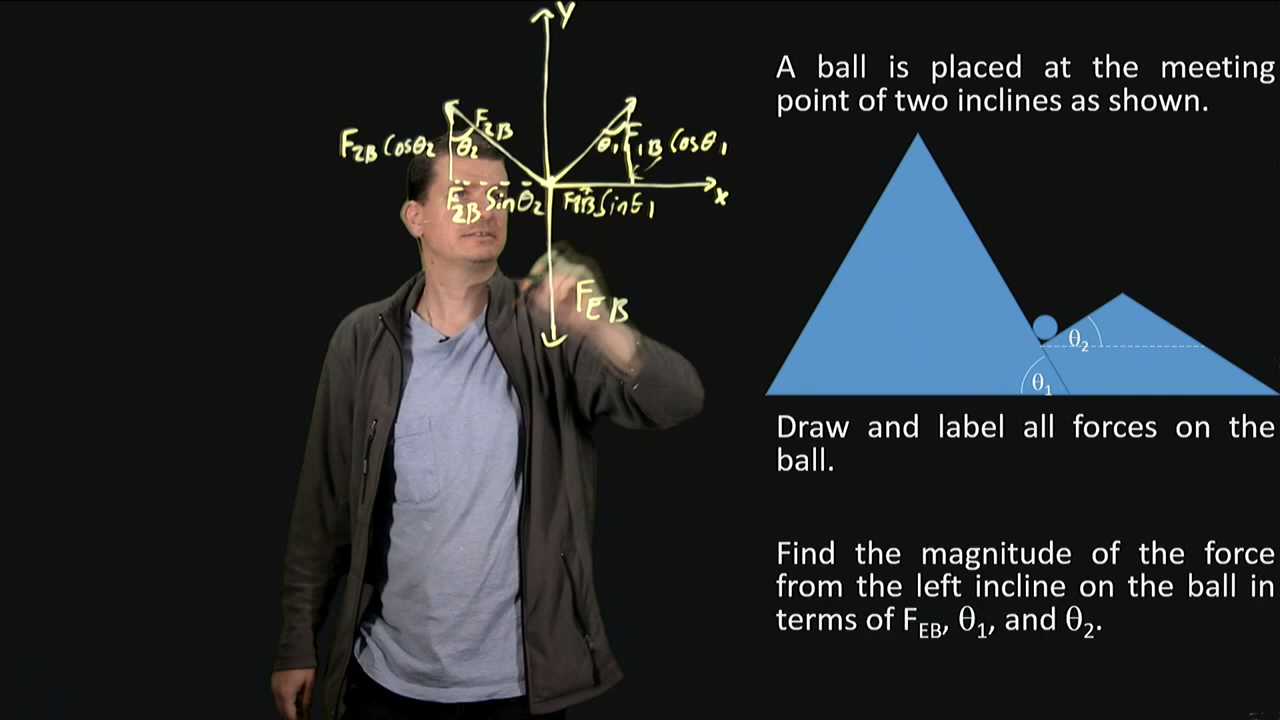 Y
F2B
θ1
F1B Cosθ1
F2B Cosθ2
θ2
x
F2B Sinθ2
F1B Sinθ1
FEB
A ball is placed at the meeting
point of two inclines as shown.
θ2
θ1
Draw and label all forces on the
ball.
Find the magnitude of the force
from the left incline on the ball in
terms of FEB, θ1, and θ2.